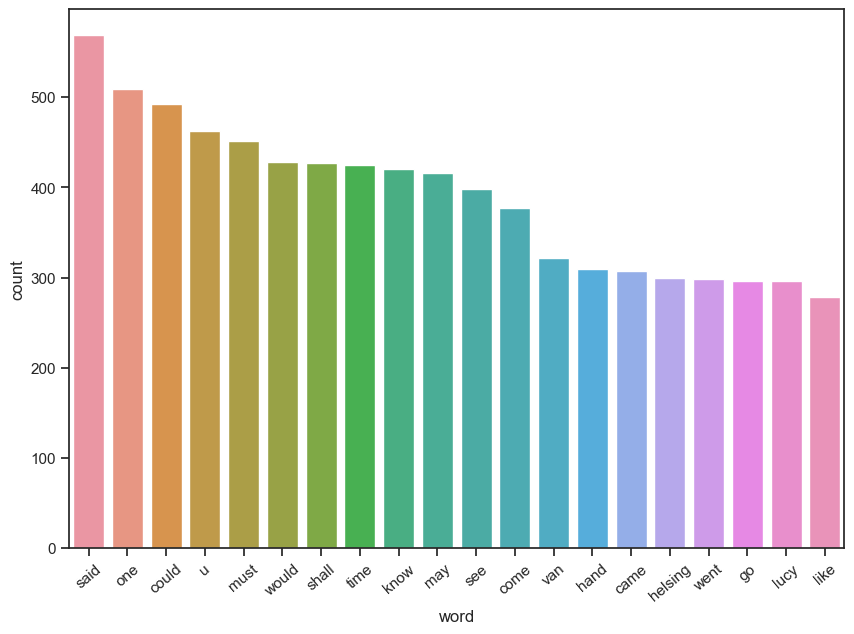 500
400
300
200
100
0
count
said one could u must would shall time know may see come van hand came helsing went go lucy like
word